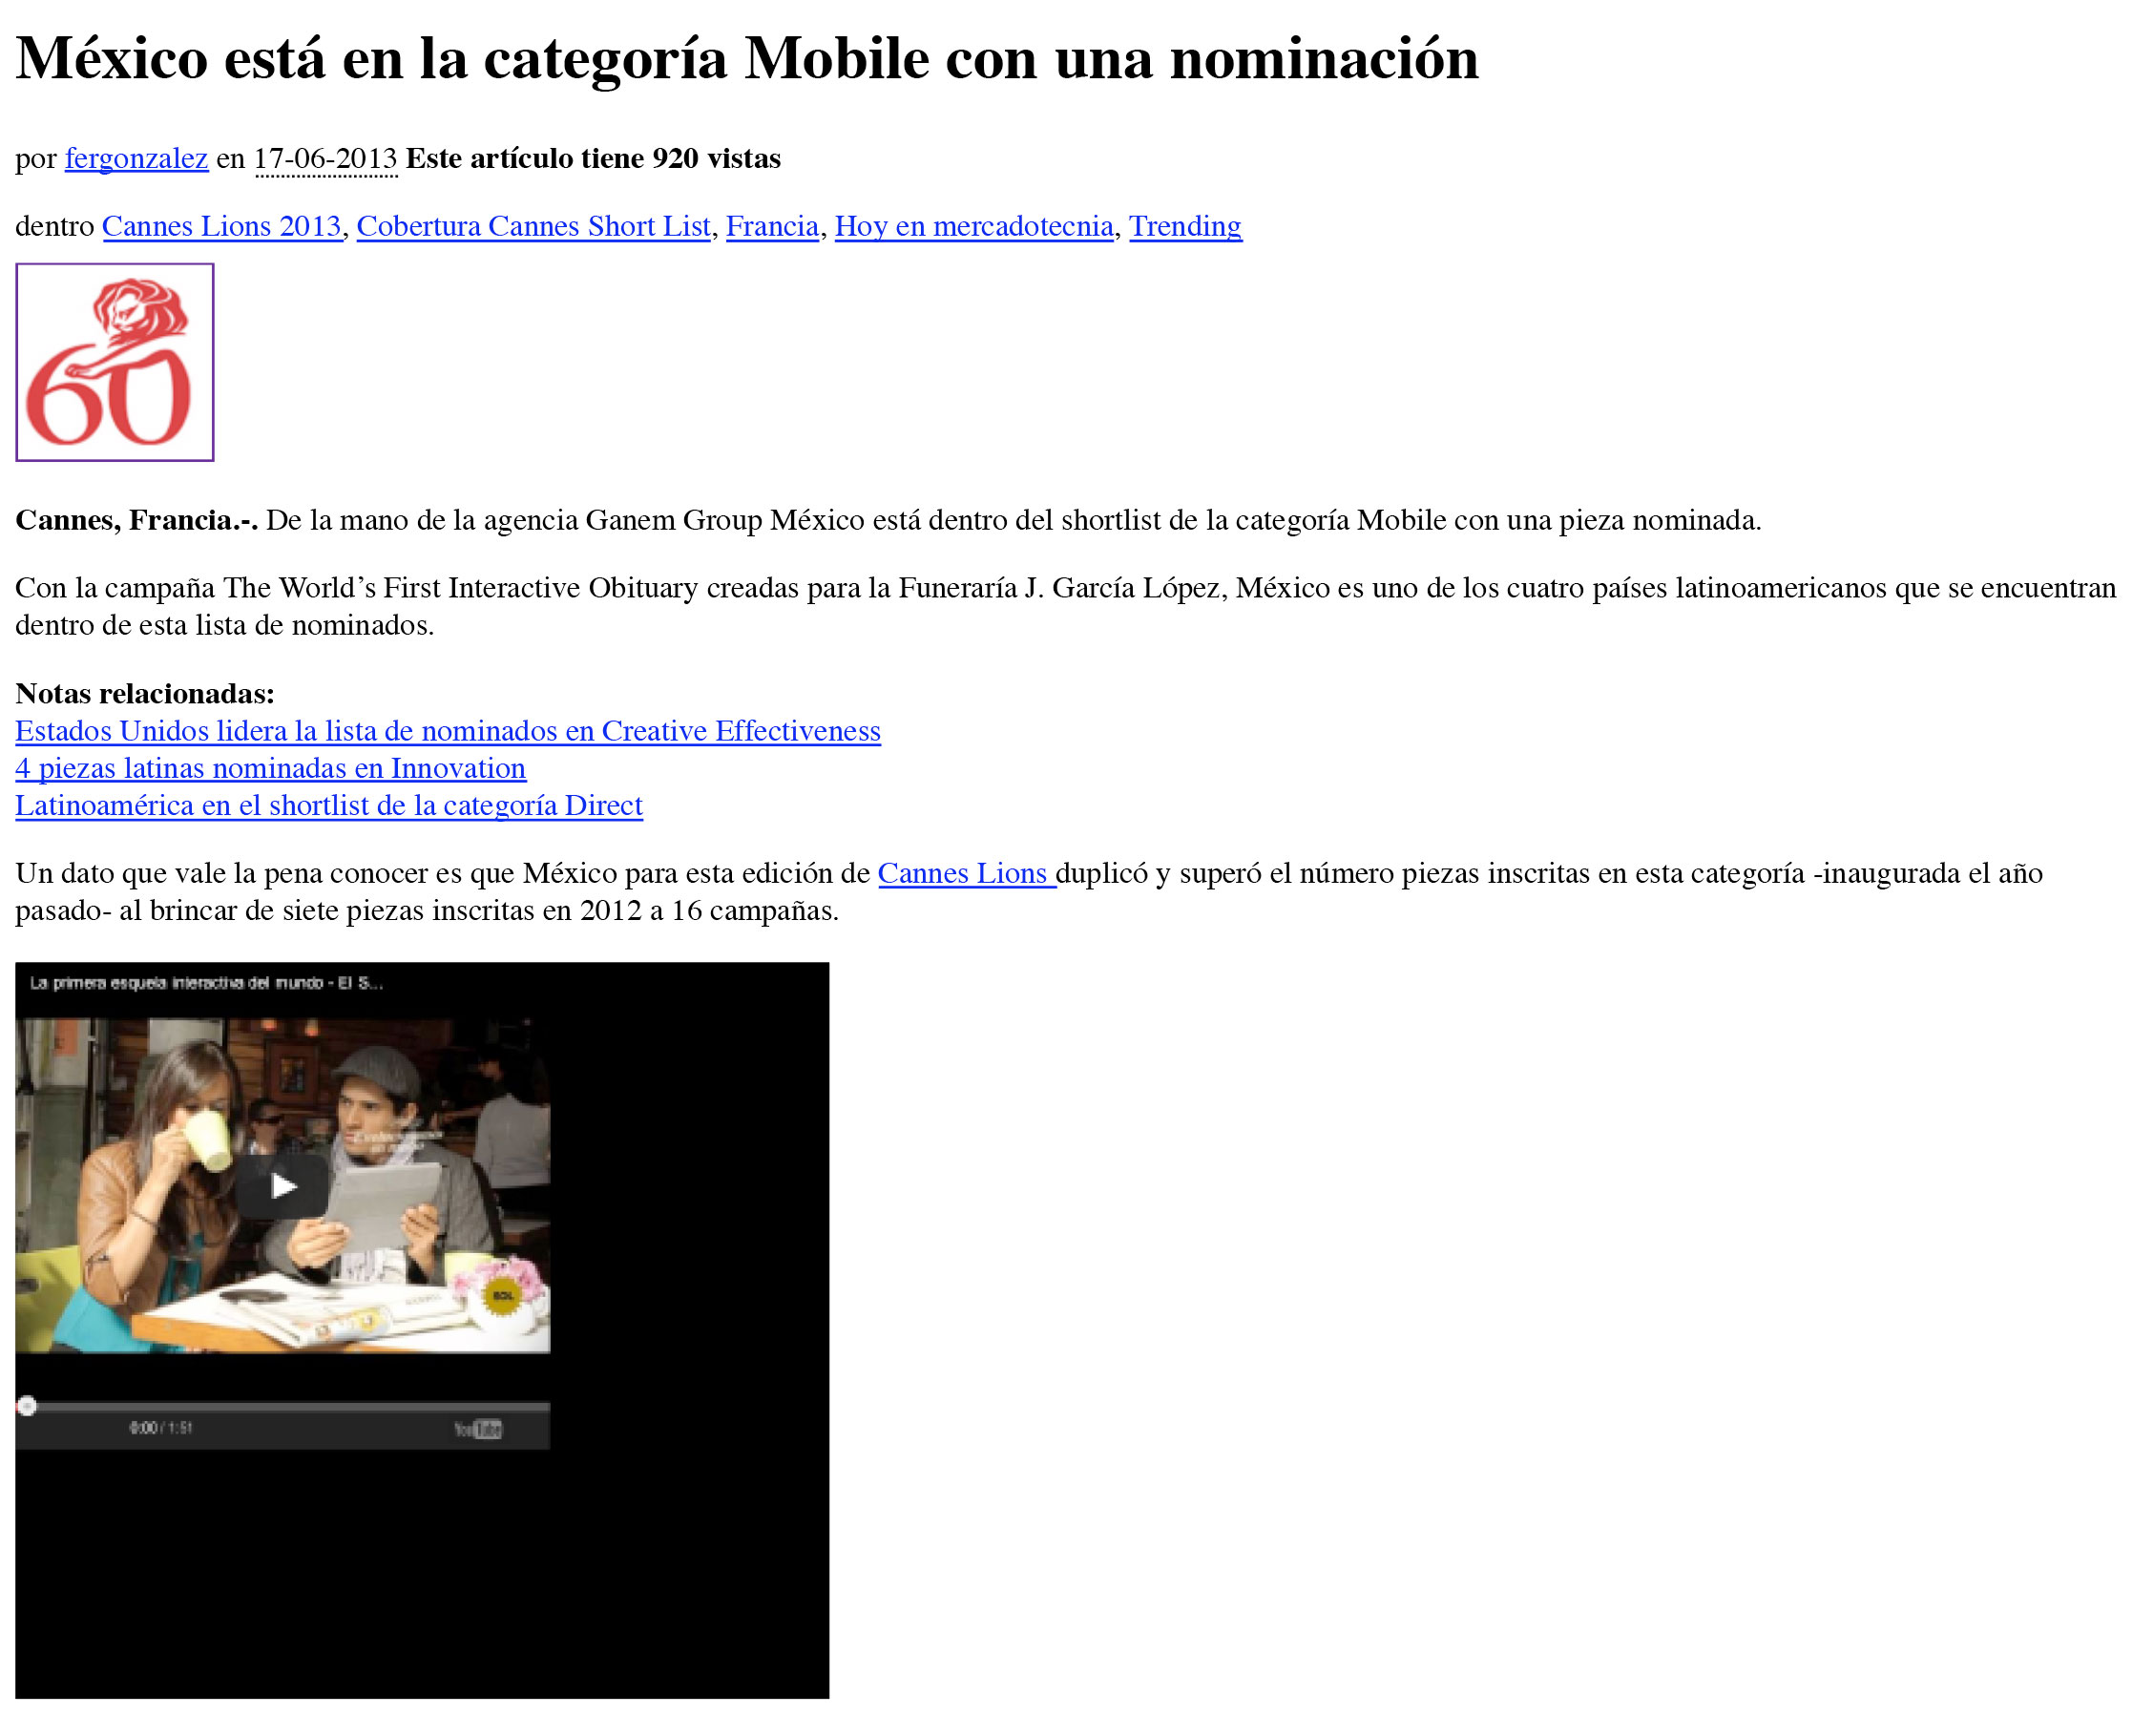 México está en la categoría Mobile con una nominación
por fergonzalez en 17-06-2013 Este artículo tiene 920 vistas
dentro Cannes Lions 2013, Cobertura Cannes Short List, Francia, Hoy en mercadotecnia, Trending
60
Cannes, Francia.-. De la mano de la agencia Ganem Group México está dentro del shortlist de la categoría Mobile con una pieza nominada.
Con la campaña The World’s First Interactive Obituary creadas para la Funeraría J. García López, México es uno de los cuatro países latinoamericanos que se encuentran
dentro de esta lista de nominados.
Notas relacionadas:
Estados Unidos lidera la lista de nominados en Creative Effectiveness
4 piezas latinas nominadas en Innovation
Latinoamérica en el shortlist de la categoría Direct
Un dato que vale la pena conocer es que México para esta edición de Cannes Lions duplicó y superó el número piezas inscritas en esta categoría -inaugurada el año
pasado- al brincar de siete piezas inscritas en 2012 a 16 campañas.
La primera esquela interactiva del mundo - El S...
SOL
0:00 / 1:51
YouTube